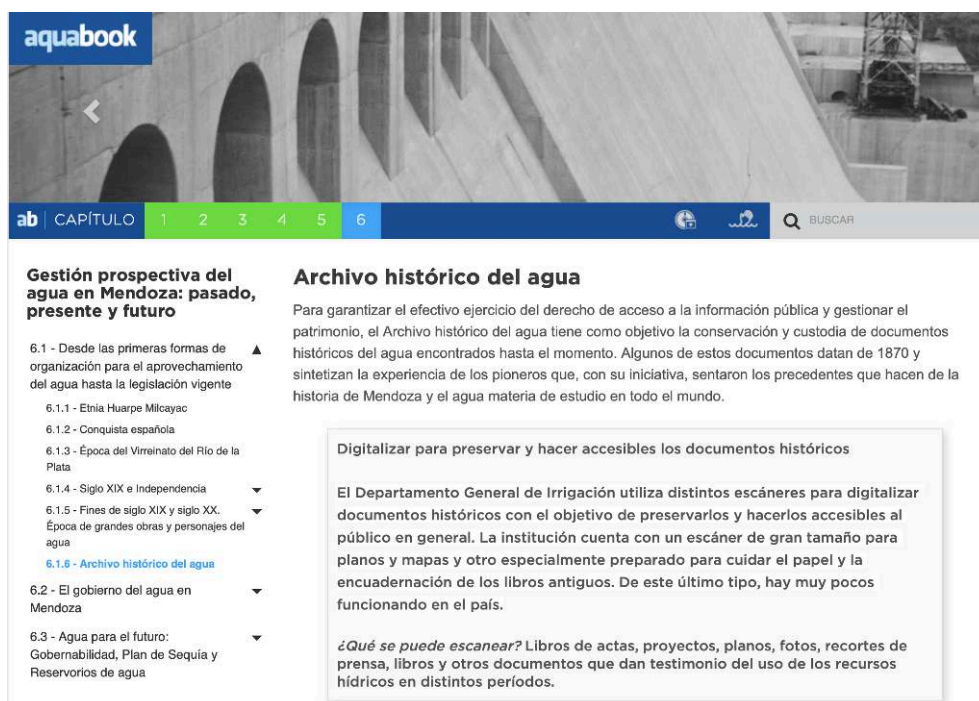 aquabook
ab | CAPÍTULO 1 2 3 4 5 6
BUSCAR
Gestión prospectiva del
agua en Mendoza: pasado,
presente y futuro
6.1 - Desde las primeras formas de
organización para el aprovechamiento
del agua hasta la legislación vigente
6.1.1 - Etnia Huarpe Milcayac
6.1.2 - Conquista española
6.1.3 - Época del Virreinato del Río de la
Plata
6.1.4 - Siglo XIX e Independencia
6.1.5 - Fines de siglo XIX y siglo XX.
Época de grandes obras y personajes del
agua
6.1.6 - Archivo histórico del agua
6.2 - El gobierno del agua en
Mendoza
6.3 - Agua para el futuro:
Gobernabilidad, Plan de Sequía y
Reservorios de agua
Archivo histórico del agua
Para garantizar el efectivo ejercicio del derecho de acceso a la información pública y gestionar el
patrimonio, el Archivo histórico del agua tiene como objetivo la conservación y custodia de documentos
históricos del agua encontrados hasta el momento. Algunos de estos documentos datan de 1870 y
sintetizan la experiencia de los pioneros que, con su iniciativa, sentaron los precedentes que hacen de la
historia de Mendoza y el agua materia de estudio en todo el mundo.
Digitalizar para preservar y hacer accesibles los documentos históricos
El Departamento General de Irrigación utiliza distintos escáneres para digitalizar
documentos históricos con el objetivo de preservarlos y hacerlos accesibles al
público en general. La institución cuenta con un escáner de gran tamaño para
planos y mapas y otro especialmente preparado para cuidar el papel y la
encuadernación de los libros antiguos. De este último tipo, hay muy pocos
funcionando en el país.
¿Qué se puede escanear? Libros de actas, proyectos, planos, fotos, recortes de
prensa, libros y otros documentos que dan testimonio del uso de los recursos
hídricos en distintos períodos.